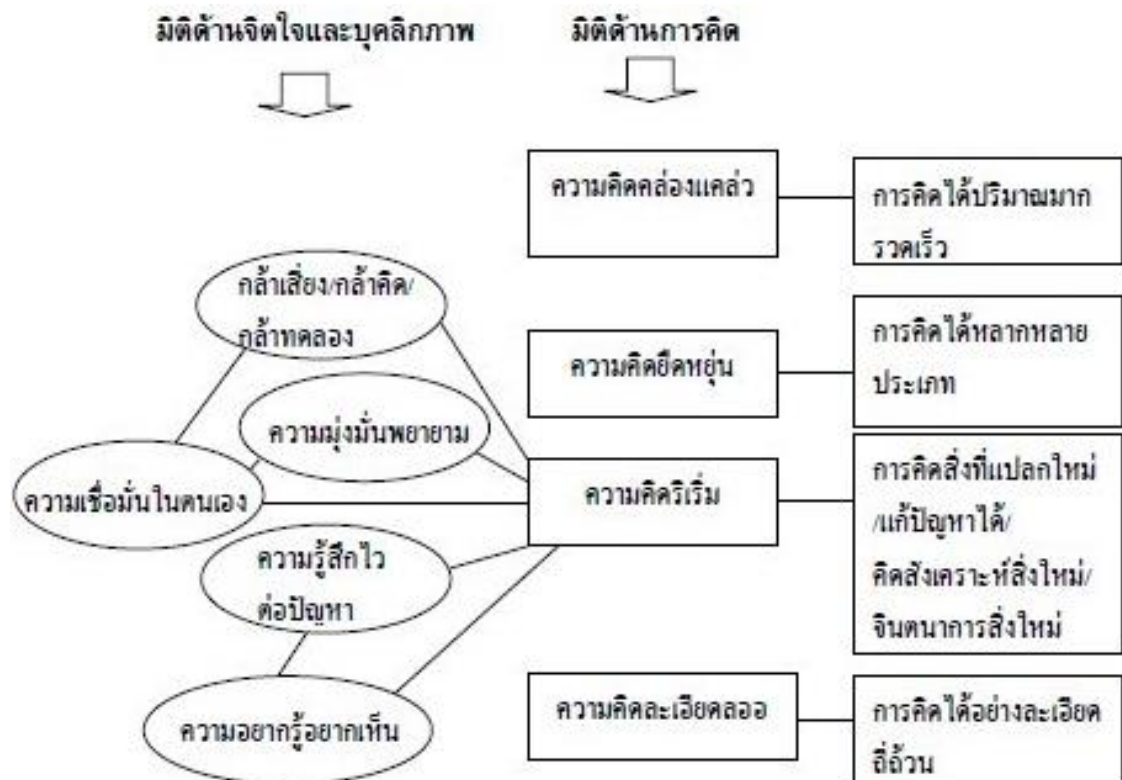 มิติด้านจิตใจและบุคลิกภาพ
มิติด้านการคิด
ความคิดคล่องแคล่ว
การคิดได้ปริมาณมาก
รวดเร็ว
กล้าเสี่ยง/กล้าคิด/
กล้าทดลอง
ความคิดยืดหยุ่น
การคิดได้หลากหลาย
ประเภท
ความมุ่งมั่นพยายาม
ความเชื่อมั่นในตนเอง
ความคิดริเริ่ม
การคิดสิ่งที่แปลกใหม่
/แก้ปัญหาได้/
คิดสังเคราะห์สิ่งใหม่/
จินตนาการสิ่งใหม่
ความรู้สึกไว
ต่อปัญหา
ความอยากรู้อยากเห็น
ความคิดละเอียดลออ
การคิดได้อย่างละเอียด
ถี่ถ้วน